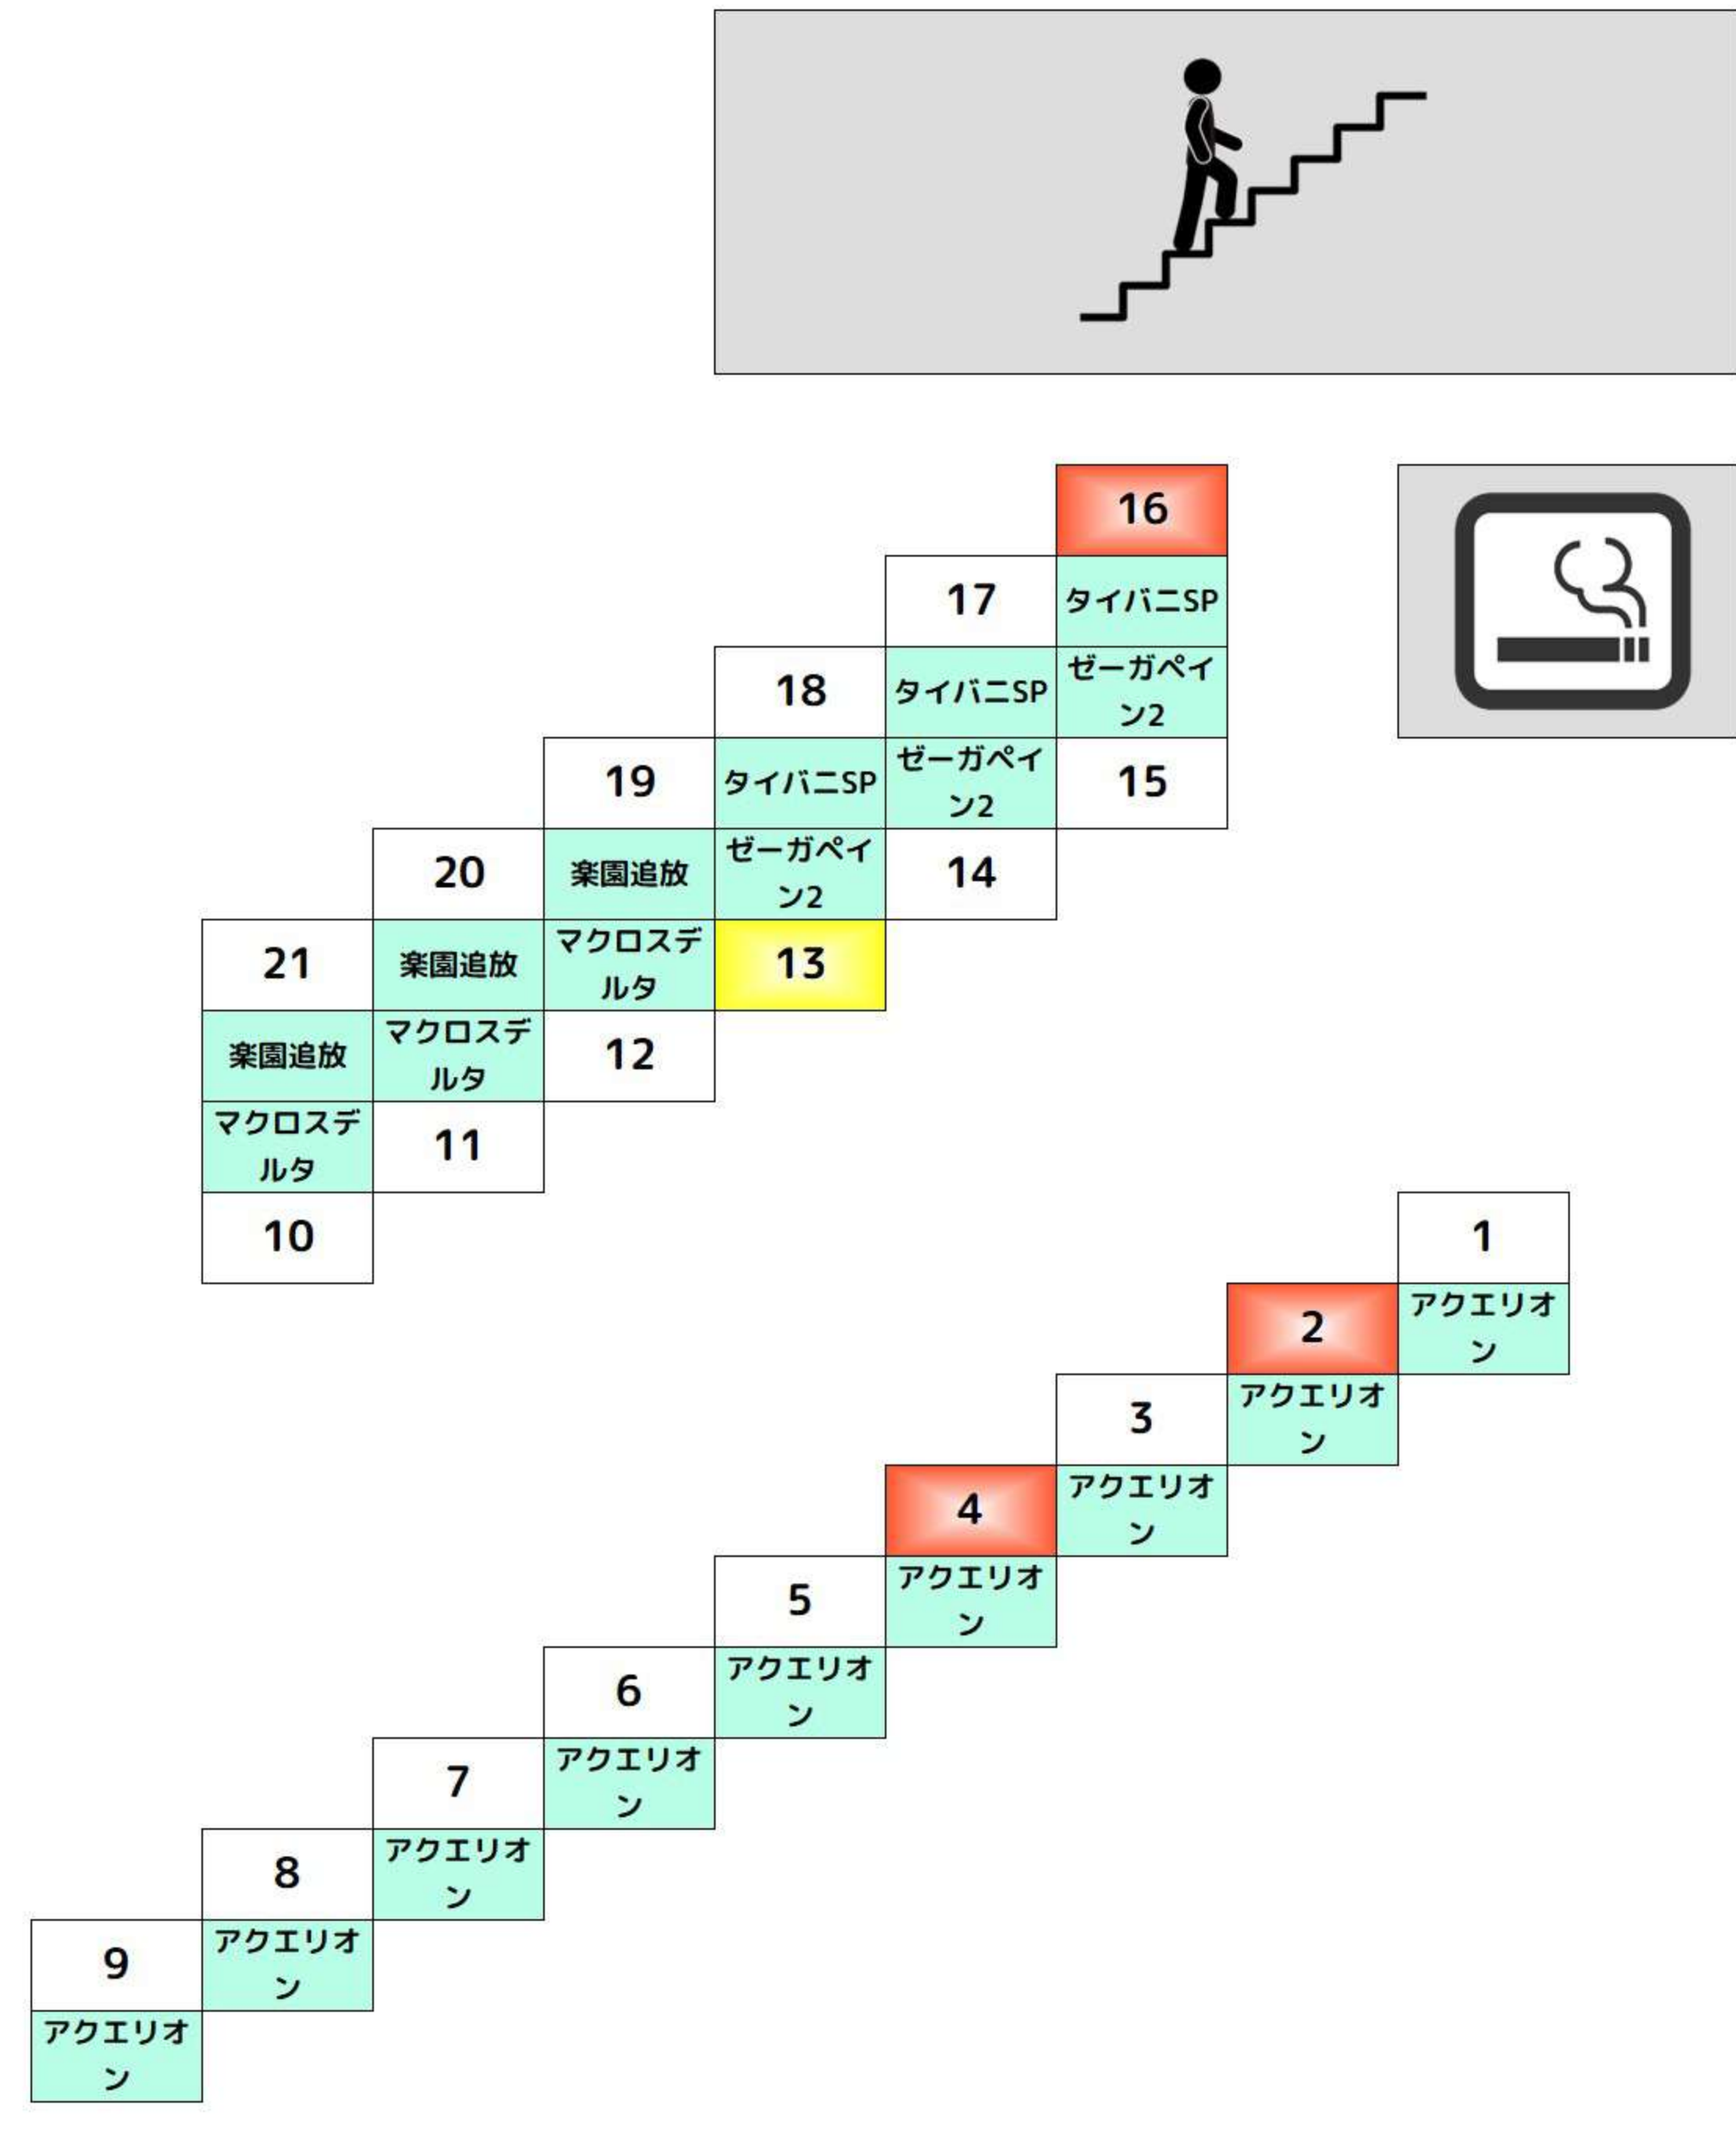 16
17
タイバニSP
18
タイバニSP
ゼーガペイ
ン2
19
タイバニSP
ゼーガペイ
ン2
15
20
楽園追放
ゼーガペイ
ン2
14
21
楽園追放
マクロスデ
ルタ
13
楽園追放
マクロスデ
ルタ
12
マクロスデ
ルタ
11
10
1
2
アクエリオ
ン
3
アクエリオ
ン
4
アクエリオ
ン
5
アクエリオ
ン
6
アクエリオ
ン
7
アクエリオ
ン
8
アクエリオ
ン
9
アクエリオ
ン
アクエリオ
ン